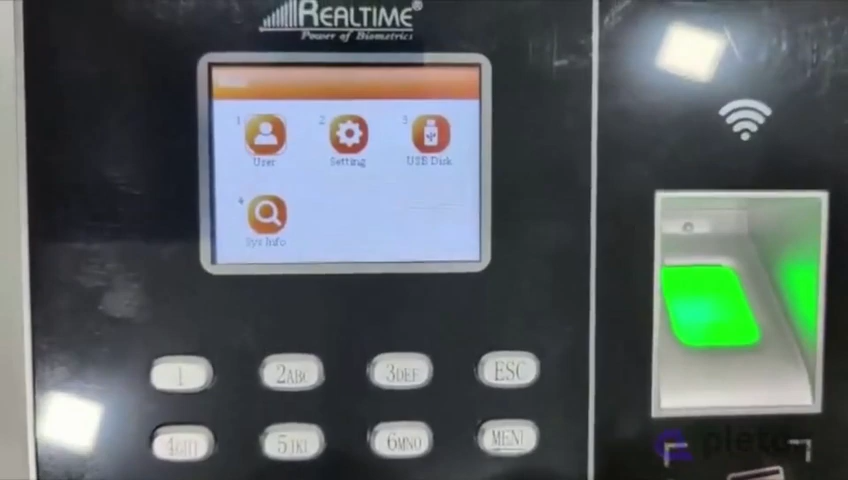 REALTIME®
Power of Biometrics
1 User
2 Setting
3 USB Disk
4 Sys Info
1 2ABC 3DEF ESC
4GHI 5JKL 6MNO MENU